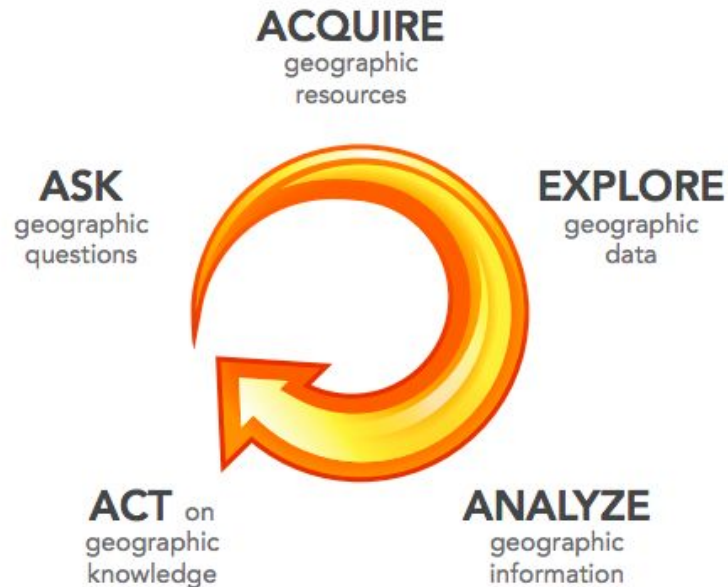 ACQUIRE
geographic
resources
ASK
geographic
questions
EXPLORE
geographic
data
ACT on
geographic
knowledge
ANALYZE
geographic
information